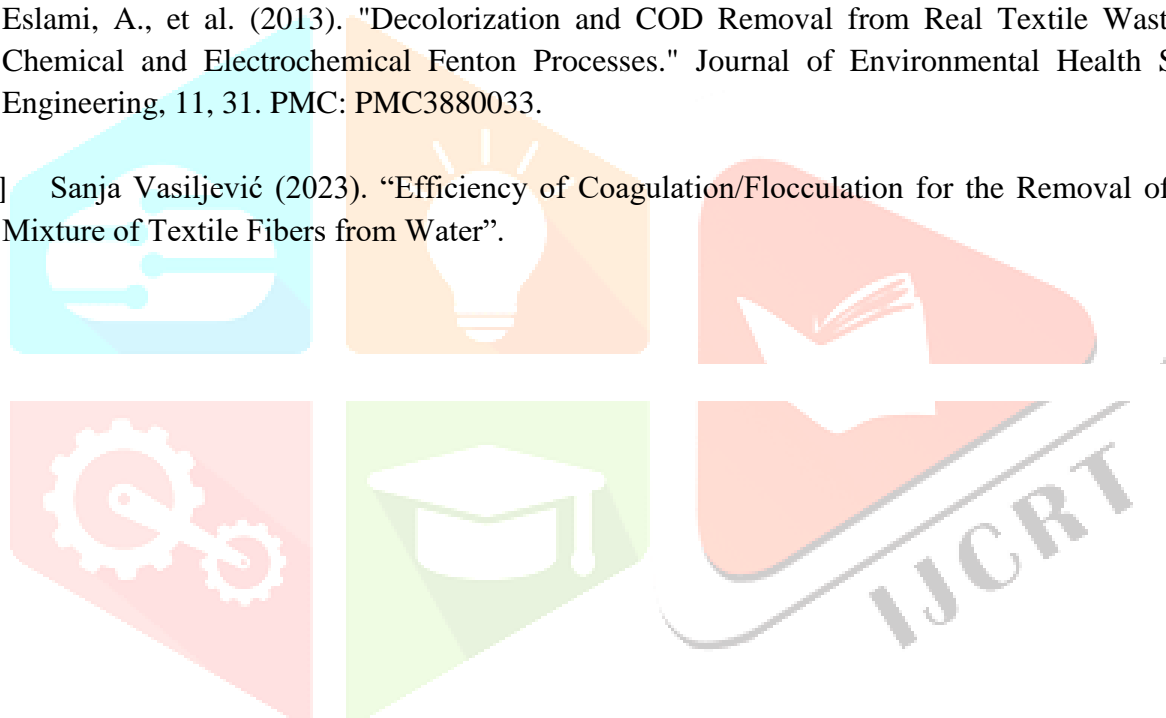 Eslami, A., et al. (2013). "Decolorization and COD Removal from Real Textile Wast
Chemical and Electrochemical Fenton Processes." Journal of Environmental Health S
Engineering, 11, 31. PMC: PMC3880033.
] Sanja Vasiljević (2023). “Efficiency of Coagulation/Flocculation for the Removal of
Mixture of Textile Fibers from Water”.
IJCRT